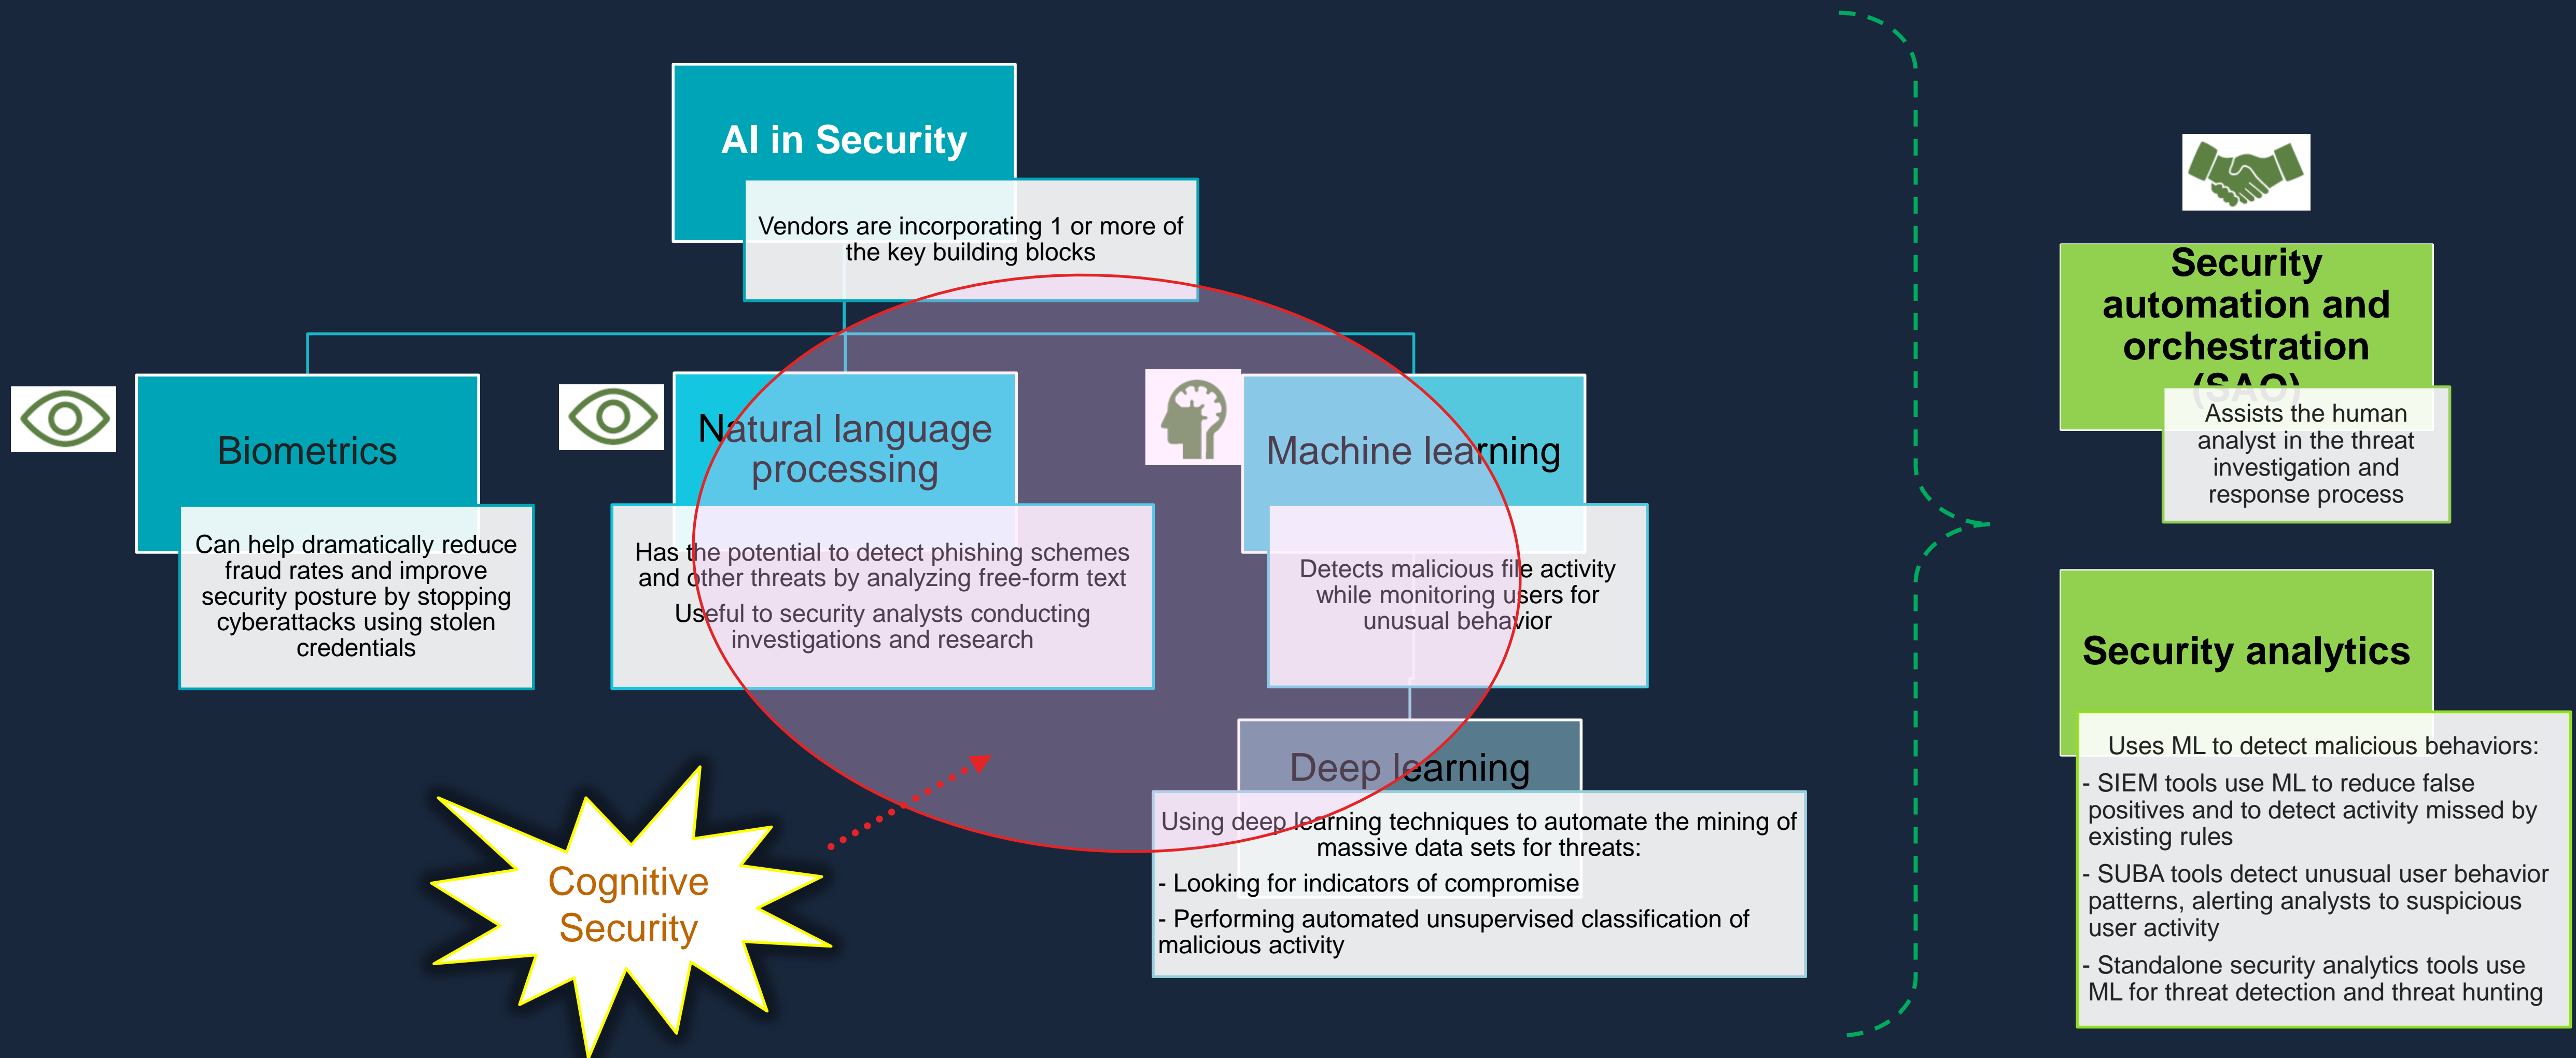 AI in Security
Vendors are incorporating 1 or more of
the key building blocks
Biometrics
Can help dramatically reduce
fraud rates and improve
security posture by stopping
cyberattacks using stolen
credentials
Natural language
processing
Has the potential to detect phishing schemes
and other threats by analyzing free-form text
Useful to security analysts conducting
investigations and research
Machine learning
Detects malicious file activity
while monitoring users for
unusual behavior
Deep learning
Using deep learning techniques to automate the mining of
massive data sets for threats:
- Looking for indicators of compromise
- Performing automated unsupervised classification of
malicious activity
Cognitive
Security
Security
automation and
orchestration
(SAO)
Assists the human
analyst in the threat
investigation and
response process
Security analytics
Uses ML to detect malicious behaviors:
- SIEM tools use ML to reduce false
positives and to detect activity missed by
existing rules
- SUBA tools detect unusual user behavior
patterns, alerting analysts to suspicious
user activity
- Standalone security analytics tools use
ML for threat detection and threat hunting